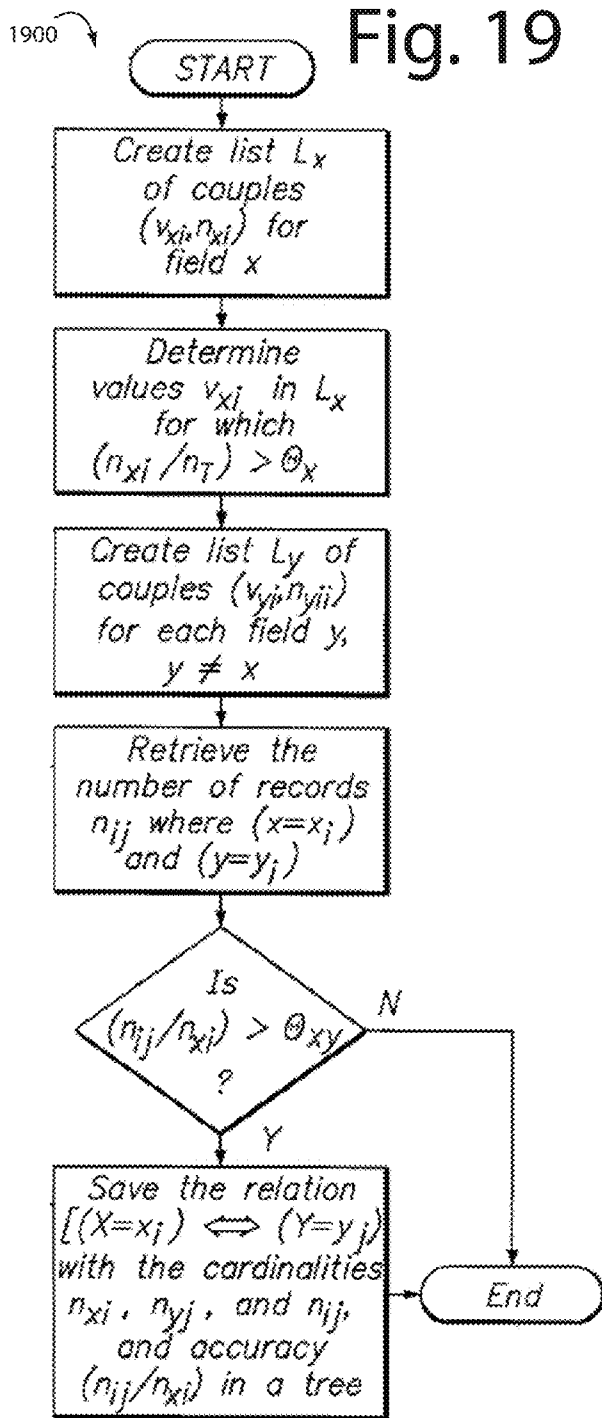 1900
Fig. 19
START
Create list Lx
of couples
(vxi,nxi) for
field x
Determine
values vxi in Lx
for which
(nxi/nT) > Θx
Create list Ly of
couples (vyi,nyii)
for each field y,
y ≠ x
Retrieve the
number of records
nij where (x=xi)
and (y=yj)
Is
(nij/nxi) > Θxy
?
N
Y
Save the relation
[(X=xi) ⇔ (Y=yj)
with the cardinalities
nxi, nyj, and nij,
and accuracy
(nij/nxi) in a tree
End